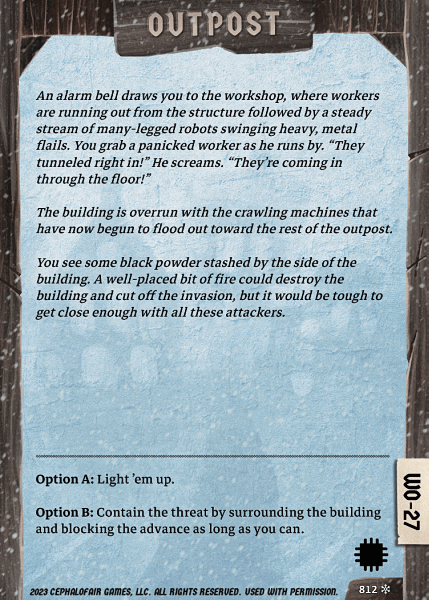 OUTPOST
An alarm bell draws you to the workshop, where workers
are running out from the structure followed by a steady
stream of many-legged robots swinging heavy, metal
flails. You grab a panicked worker as he runs by. “They
tunneled right in!” He screams. “They’re coming in
through the floor!”
The building is overrun with the crawling machines that
have now begun to flood out toward the rest of the outpost.
You see some black powder stashed by the side of the
building. A well-placed bit of fire could destroy the
building and cut off the invasion, but it would be tough to
get close enough with all these attackers.
Option A: Light ’em up.
Option B: Contain the threat by surrounding the building
and blocking the advance as long as you can.
WO-27
2023 CEPHALOFAIR GAMES, LLC. ALL RIGHTS RESERVED. USED WITH PERMISSION.
812